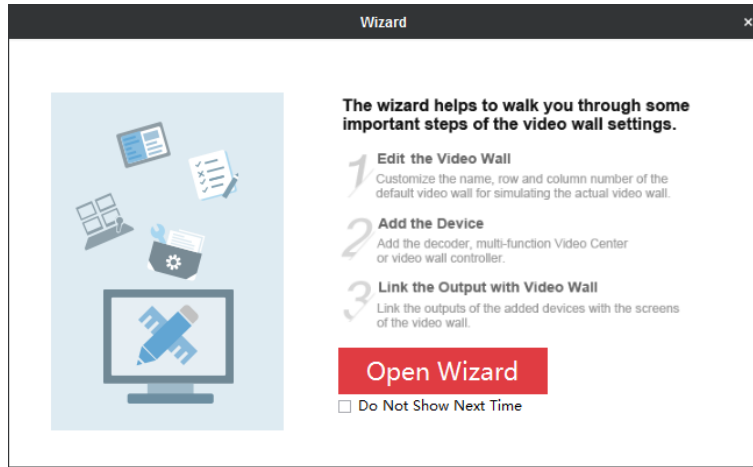 Wizard
The wizard helps to walk you through some
important steps of the video wall settings.
1 Edit the Video Wall
Customize the name, row and column number of the
default video wall for simulating the actual video wall.
2 Add the Device
Add the decoder, multi-function Video Center
or video wall controller.
3 Link the Output with Video Wall
Link the outputs of the added devices with the screens
of the video wall.
Open Wizard
Do Not Show Next Time